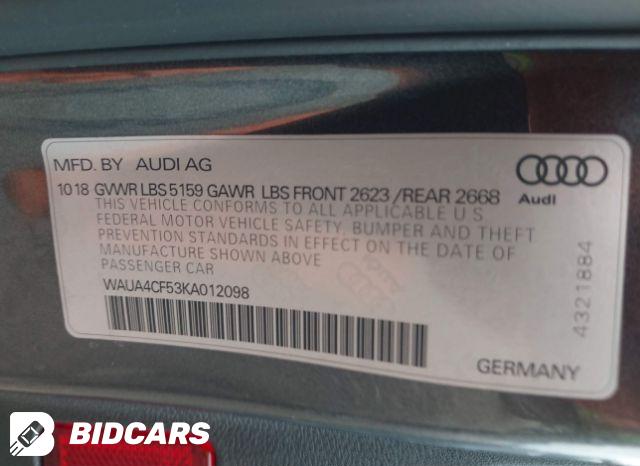 MFD. BY AUDI AG
10 18 GVWR LBS 5159 GAWR LBS FRONT 2623 / REAR 2668
THIS VEHICLE CONFORMS TO ALL APPLICABLE U S
FEDERAL MOTOR VEHICLE SAFETY, BUMPER AND THEFT
PREVENTION STANDARDS IN EFFECT ON THE DATE OF
MANUFACTURE SHOWN ABOVE
PASSENGER CAR
WAUA4CF53KA012098
Audi
4321884
GERMANY
BIDCARS